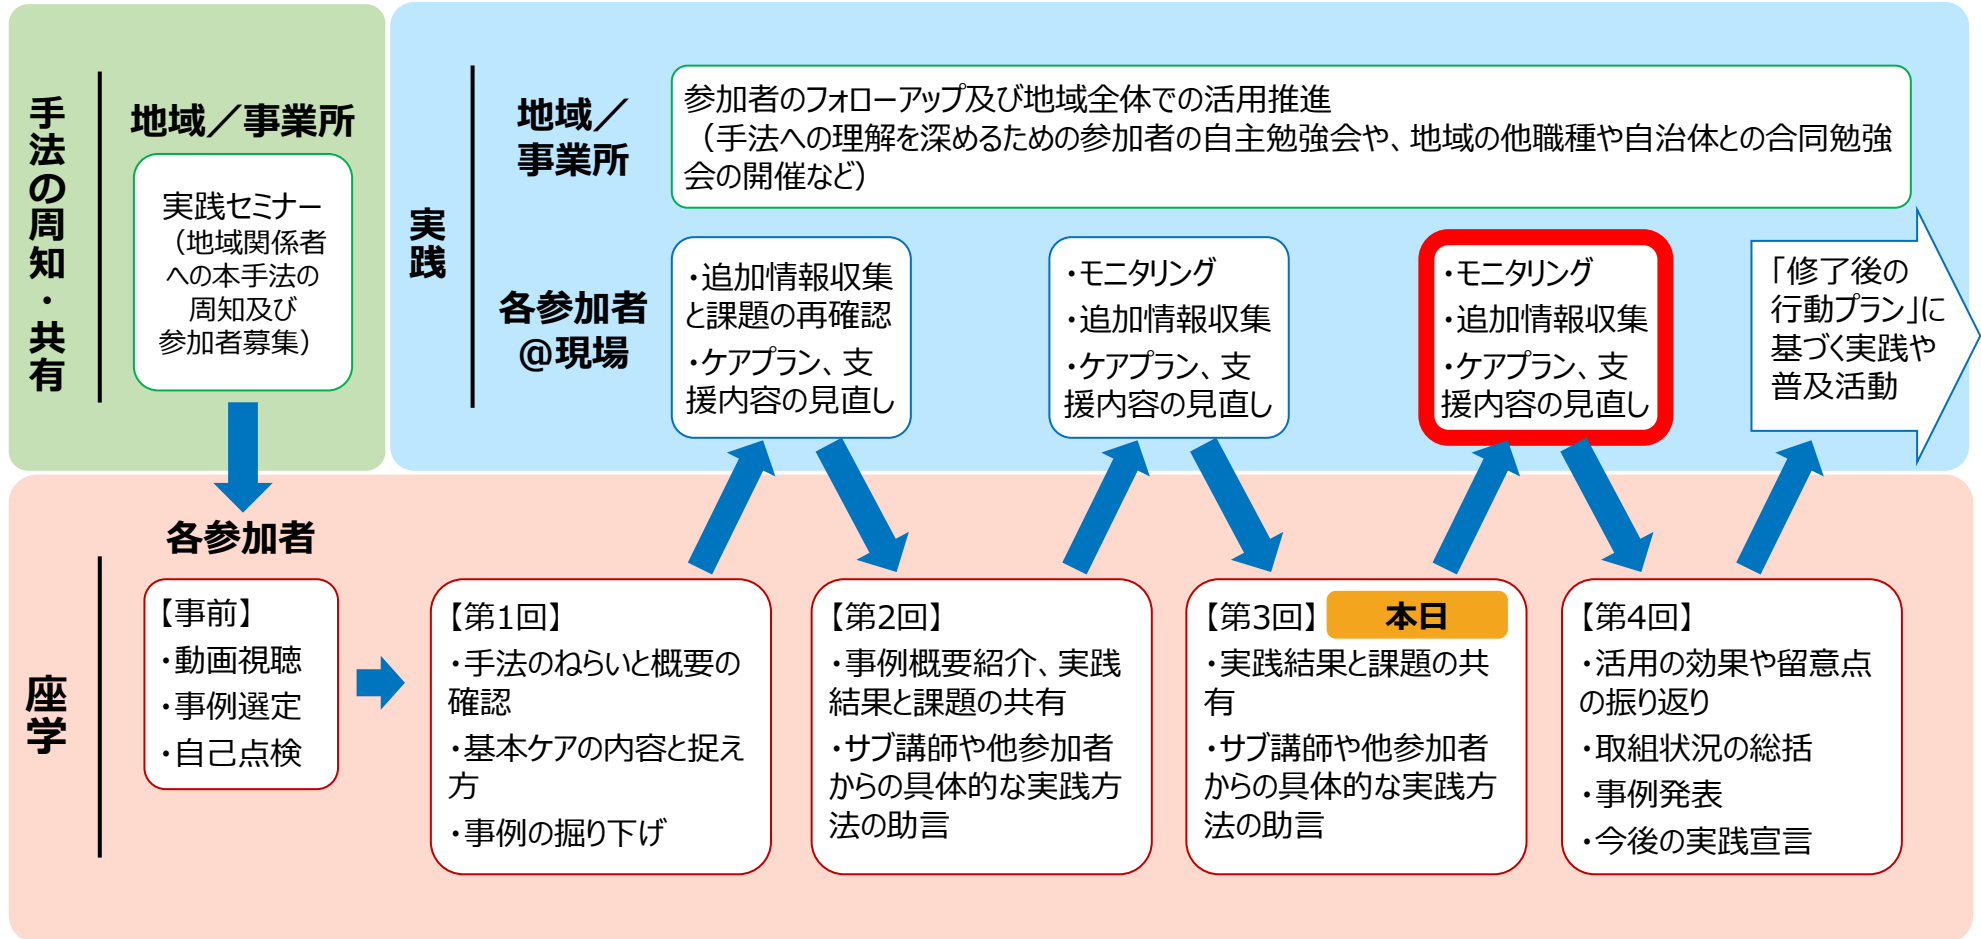 手法の周知・共有
地域／事業所
実践セミナー
（地域関係者
への本手法の
周知及び
参加者募集）
実践
地域／
事業所
参加者のフォローアップ及び地域全体での活用推進
（手法への理解を深めるための参加者の自主勉強会や、地域の他職種や自治体との合同勉強
会の開催など）
各参加者
@現場
・追加情報収集
と課題の再確認
・ケアプラン、支
援内容の見直し
・モニタリング
・追加情報収集
・ケアプラン、支
援内容の見直し
・モニタリング
・追加情報収集
・ケアプラン、支
援内容の見直し
「修了後の
行動プラン」に
基づく実践や
普及活動
座学
各参加者
【事前】
・動画視聴
・事例選定
・自己点検
【第1回】
・手法のねらいと概要の
確認
・基本ケアの内容と捉え
方
・事例の掘り下げ
【第2回】
・事例概要紹介、実践
結果と課題の共有
・サブ講師や他参加者
からの具体的な実践方
法の助言
【第3回】 本日
・実践結果と課題の共
有
・サブ講師や他参加者
からの具体的な実践方
法の助言
【第4回】
・活用の効果や留意点
の振り返り
・取組状況の総括
・事例発表
・今後の実践宣言